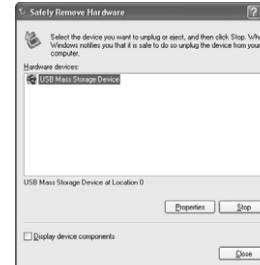 Safely Remove Hardware
Select the device you want to unplug or eject, and then click Stop. Wh
Windows notifies you that it is safe to do so unplug the device from your
computer.
Hardware devices:
USB Mass Storage Device
USB Mass Storage Device at Location 0
Properties Stop
Display device components
Close